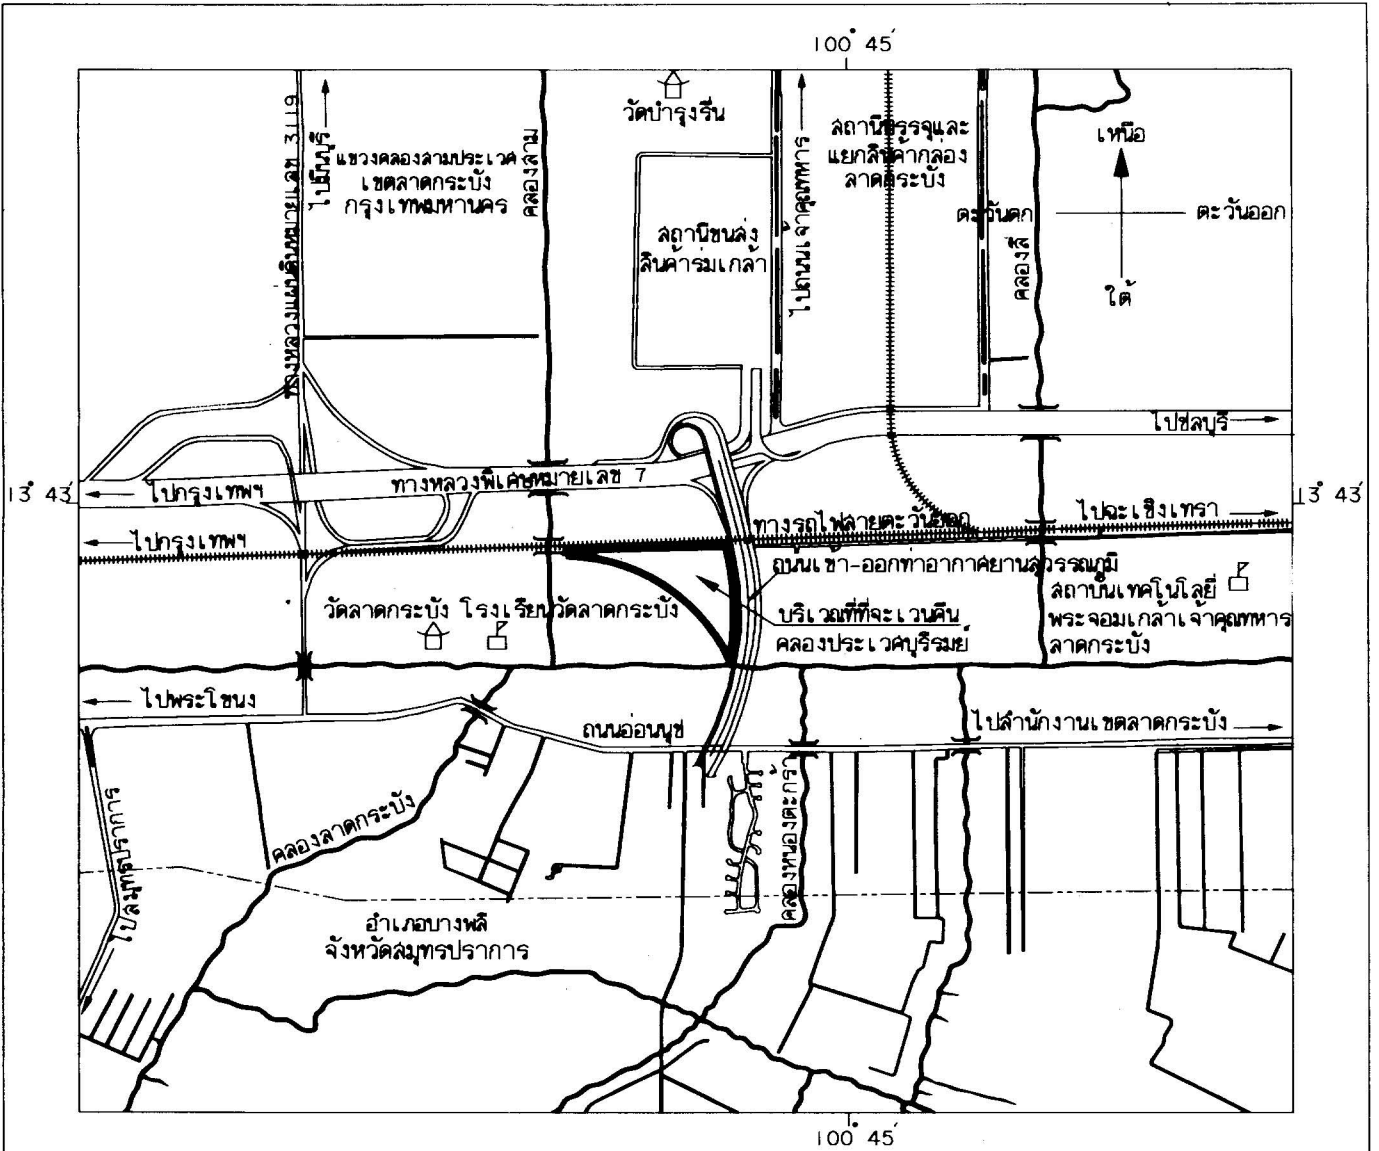 100° 45′
ทางหลวงแผ่นดินหมายเลข 3119
ไปมีนบุรี
แขวงคลองสามประเวศ
เขตลาดกระบัง
กรุงเทพมหานคร
คลองสาม
วัดบำรุงรื่น
สถานีขนส่ง
สินค้าร่มเกล้า
ไปถนนเจ้าคุณทหาร
สถานีบรรจุและ
แยกสินค้ากล่อง
ลาดกระบัง
คลองสี่
เหนือ
ตะวันตก
ตะวันออก
ใต้
ไปชลบุรี
13° 43′
ไปกรุงเทพฯ
ทางหลวงพิเศษหมายเลข 7
13° 43′
ไปกรุงเทพฯ
ทางรถไฟสายตะวันออก
ไปฉะเชิงเทรา
ถนนเข้า-ออกท่าอากาศยานสุวรรณภูมิ
วัดลาดกระบัง
โรงเรียนวัดลาดกระบัง
บริเวณที่ที่จะเวนคืน
คลองประเวศบุรีรมย์
สถาบันเทคโนโลยี
พระจอมเกล้าเจ้าคุณทหาร
ลาดกระบัง
ไปพระโขนง
ถนนอ่อนนุช
ไปสำนักงานเขตลาดกระบัง
ไปสมุทรปราการ
คลองลาดกระบัง
คลองหนองตะกร้า
อำเภอบางพลี
จังหวัดสมุทรปราการ
100° 45′